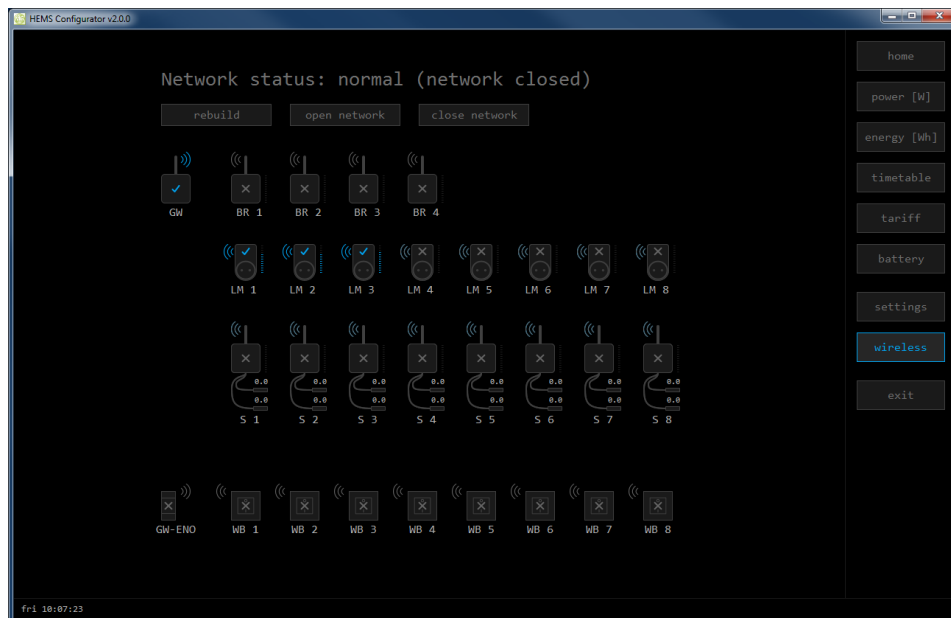 HEMS Configurator v2.0.0
home
Network status: normal (network closed)
power [W]
rebuild open network close network
energy [Wh]
timetable
GW BR 1 BR 2 BR 3 BR 4
tariff
battery
LM 1 LM 2 LM 3 LM 4 LM 5 LM 6 LM 7 LM 8
settings
wireless
0.0 0.0 0.0 0.0 0.0 0.0 0.0 0.0
exit
0.0 0.0 0.0 0.0 0.0 0.0 0.0 0.0
S 1 S 2 S 3 S 4 S 5 S 6 S 7 S 8
GW-ENO WB 1 WB 2 WB 3 WB 4 WB 5 WB 6 WB 7 WB 8
fri 10:07:23